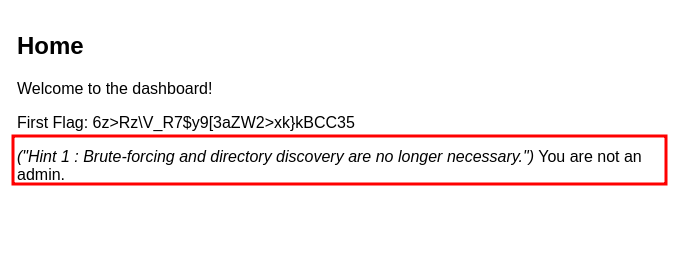 Home
Welcome to the dashboard!
First Flag: 6z>Rz\V_R7$y9[3aZW2>xk}kBCC35
("Hint 1 : Brute-forcing and directory discovery are no longer necessary.") You are not an
admin.